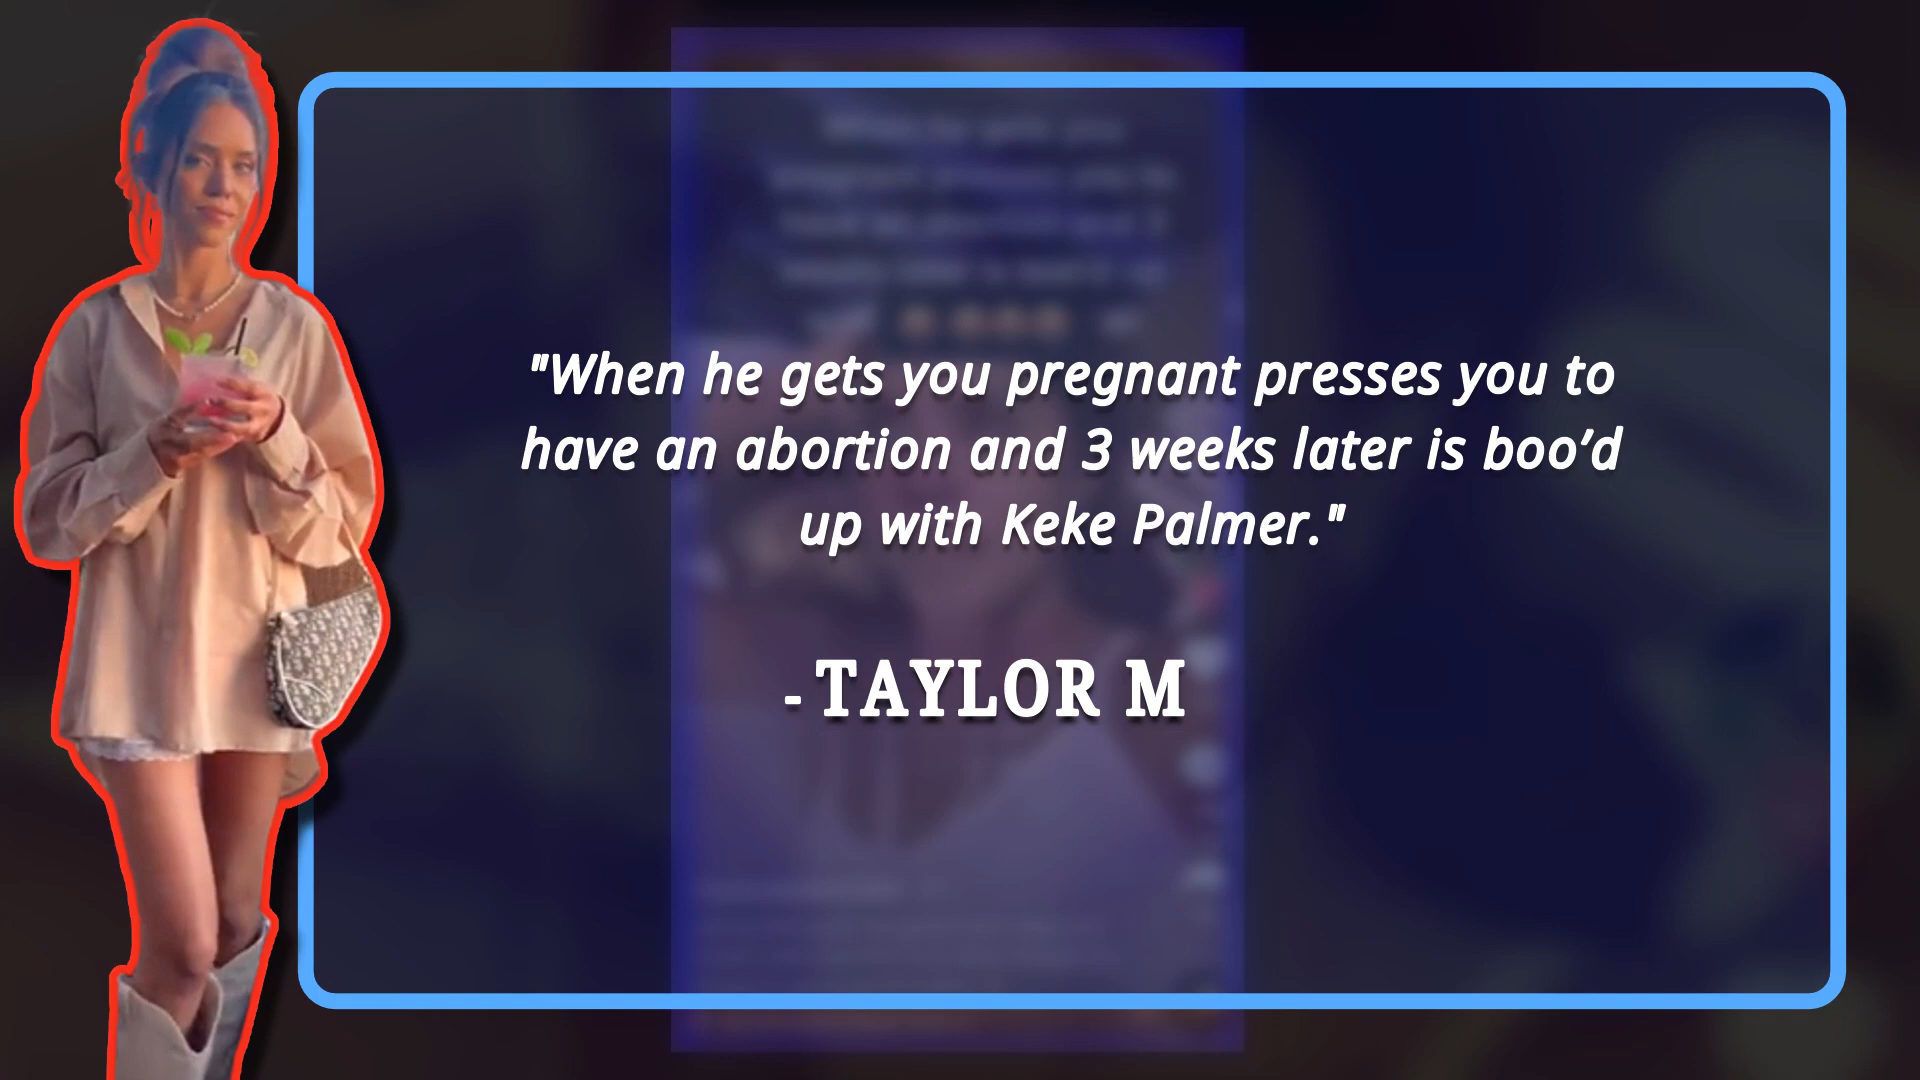 "When he gets you pregnant presses you to
have an abortion and 3 weeks later is boo’d
up with Keke Palmer."
- TAYLOR M